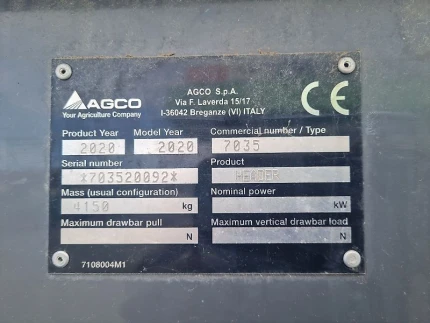 AGCO
Your Agriculture Company
AGCO S.p.A.
Via F. Laverda 15/17
I-36042 Breganze (VI) ITALY
CE
Product Year Model Year Commercial number / Type
2020 2020 7035
Serial number Product
*703520092* HEADER
Mass (usual configuration) Nominal power
4150 kg kW
Maximum drawbar pull Maximum vertical drawbar load
N N
7108004M1